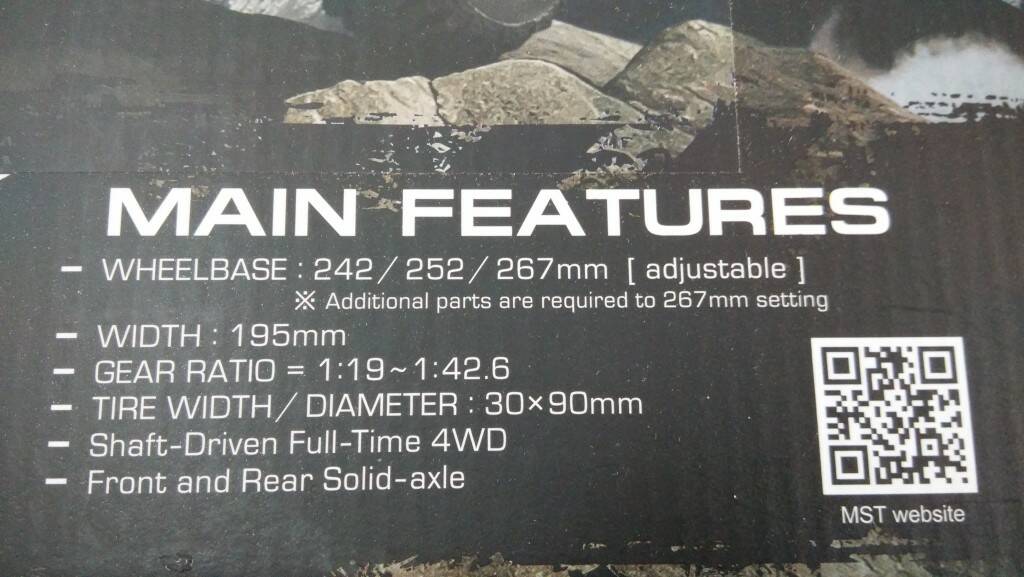 MAIN FEATURES
– WHEELBASE : 242 / 252 / 267mm [ adjustable ]
※ Additional parts are required to 267mm setting
– WIDTH : 195mm
– GEAR RATIO = 1:19~1:42.6
– TIRE WIDTH / DIAMETER : 30×90mm
– Shaft-Driven Full-Time 4WD
– Front and Rear Solid-axle
MST website